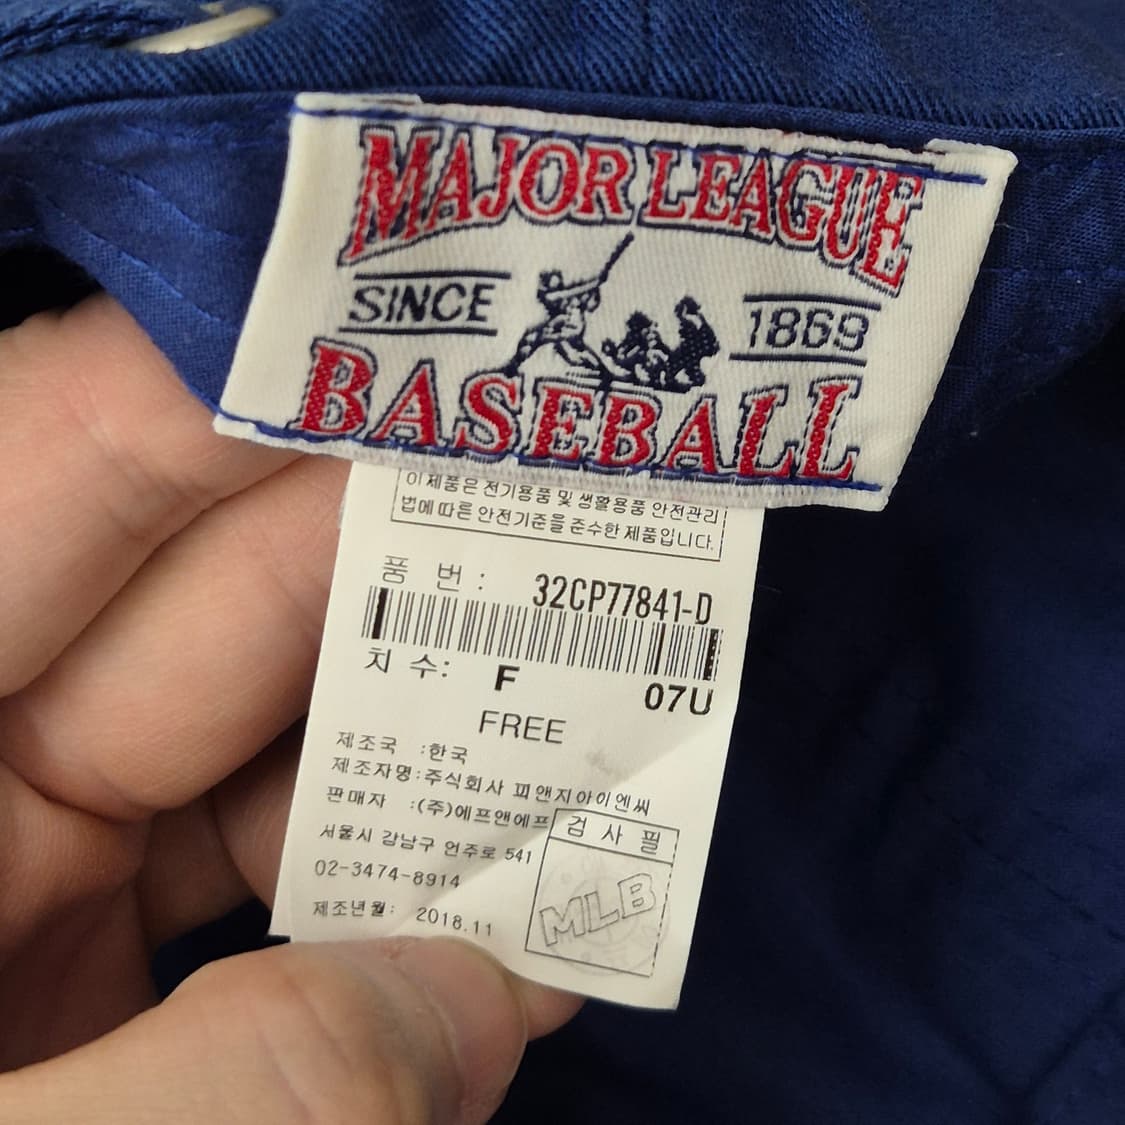 MAJOR LEAGUE
SINCE 1869
BASEBALL
이 제품은 전기용품 및 생활용품 안전관리
법에 따른 안전기준을 준수한 제품입니다.
품 번 : 32CP77841-D
치 수: F 07U
FREE
제조국 :한국
제조자명:주식회사 피앤지아이엔씨
판매자 :(주)에프앤에프
서울시 강남구 언주로 541
02-3474-8914
제조년월: 2018.11
검 사 필
MLB